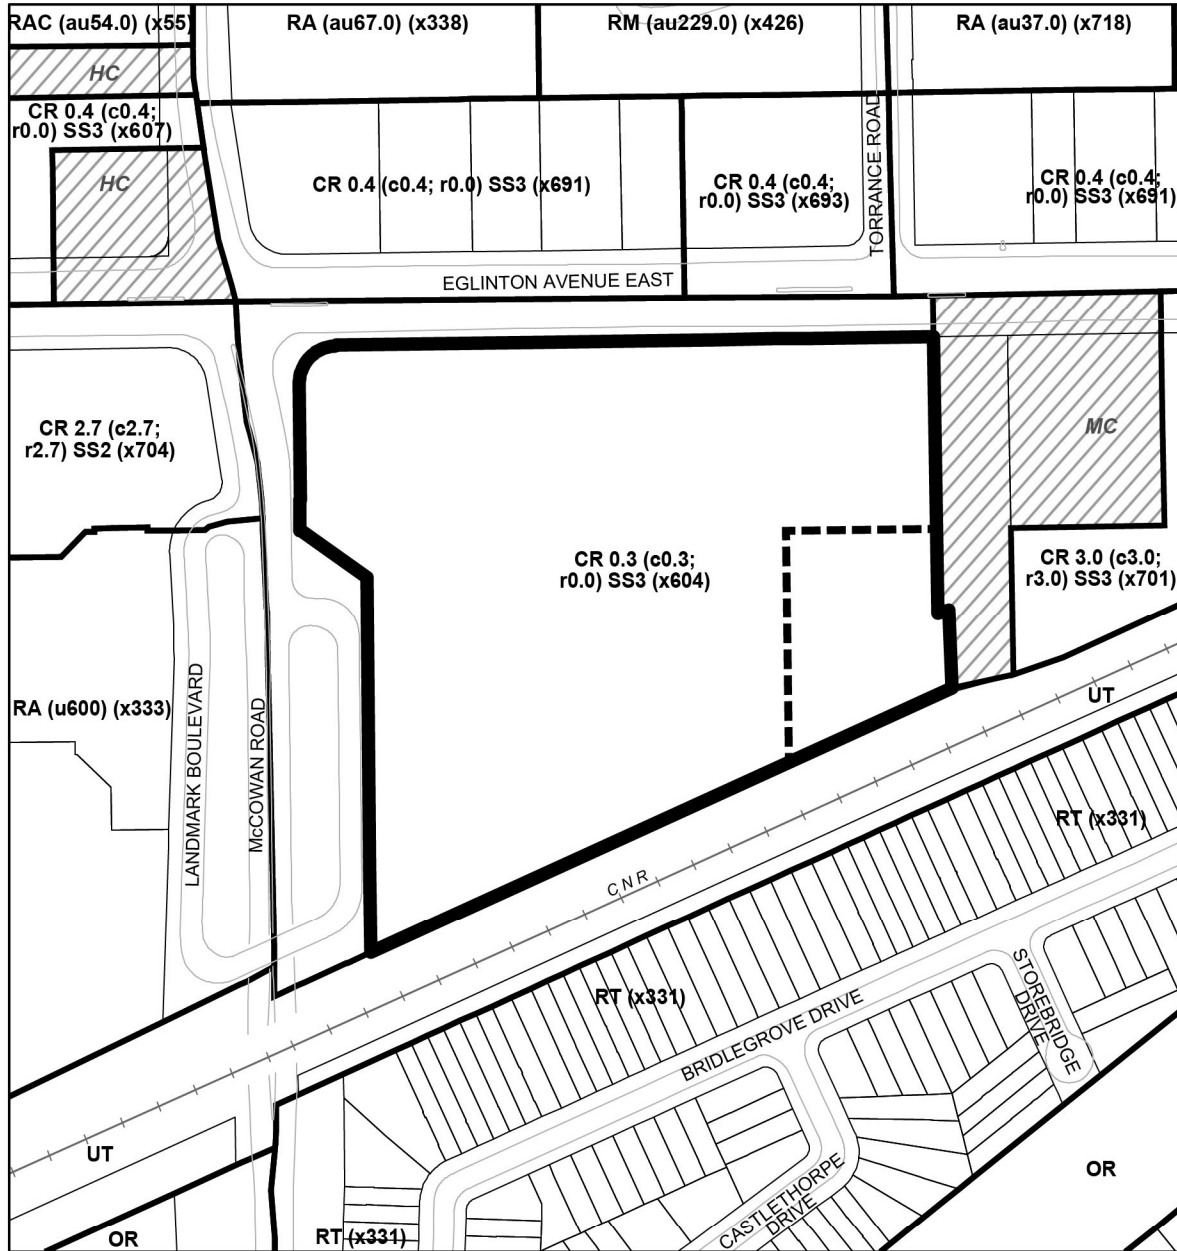 RAC (au54.0) (x55)
RA (au67.0) (x338)
RM (au229.0) (x426)
RA (au37.0) (x718)
HC
CR 0.4 (c0.4;
r0.0) SS3 (x607)
HC
CR 0.4 (c0.4; r0.0) SS3 (x691)
CR 0.4 (c0.4;
r0.0) SS3 (x693)
TORRANCE ROAD
CR 0.4 (c0.4;
r0.0) SS3 (x691)
EGLINTON AVENUE EAST
CR 2.7 (c2.7;
r2.7) SS2 (x704)
MC
CR 0.3 (c0.3;
r0.0) SS3 (x604)
CR 3.0 (c3.0;
r3.0) SS3 (x701)
RA (u600) (x333)
LANDMARK BOULEVARD
McCOWAN ROAD
UT
RT (x331)
CNR
RT (x331)
BRIDLEGROVE DRIVE
STOREBRIDGE
DRIVE
UT
OR
CASTLETHORPE
DRIVE
OR
RT (x331)